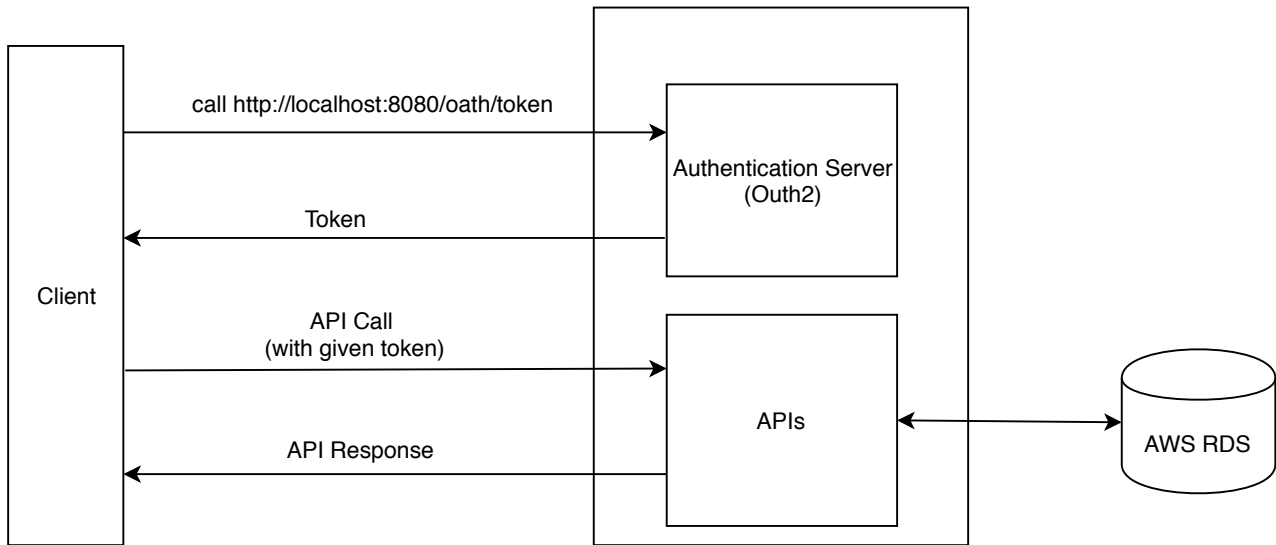 call http://localhost:8080/oath/token
Authentication Server
(Outh2)
Token
Client
API Call
(with given token)
APIs
API Response
AWS RDS